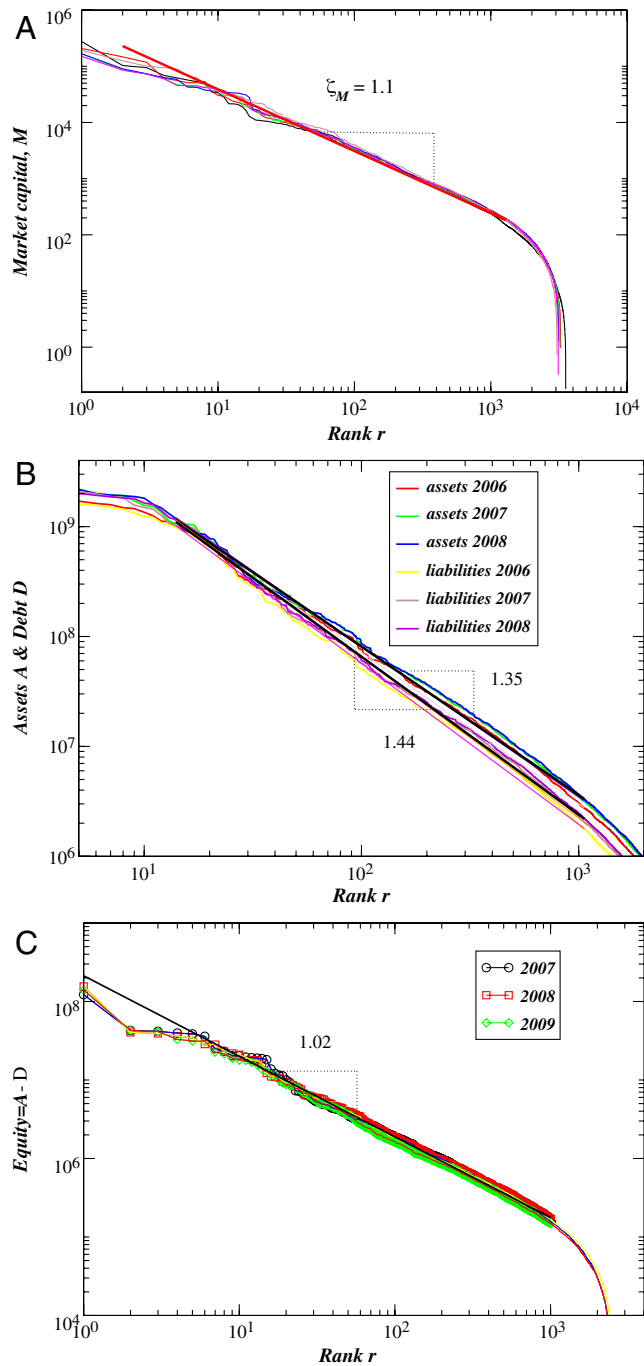 A
10^6
10^4
10^2
10^0
Market capital, M
ζ_M = 1.1
10^0 10^1 10^2 10^3 10^4
Rank r
B
10^9
10^8
10^7
10^6
Assets A & Debt D
assets 2006
assets 2007
assets 2008
liabilities 2006
liabilities 2007
liabilities 2008
1.35
1.44
10^1 10^2 10^3
Rank r
C
10^8
10^6
10^4
Equity=A - D
2007
2008
2009
1.02
10^0 10^1 10^2 10^3
Rank r